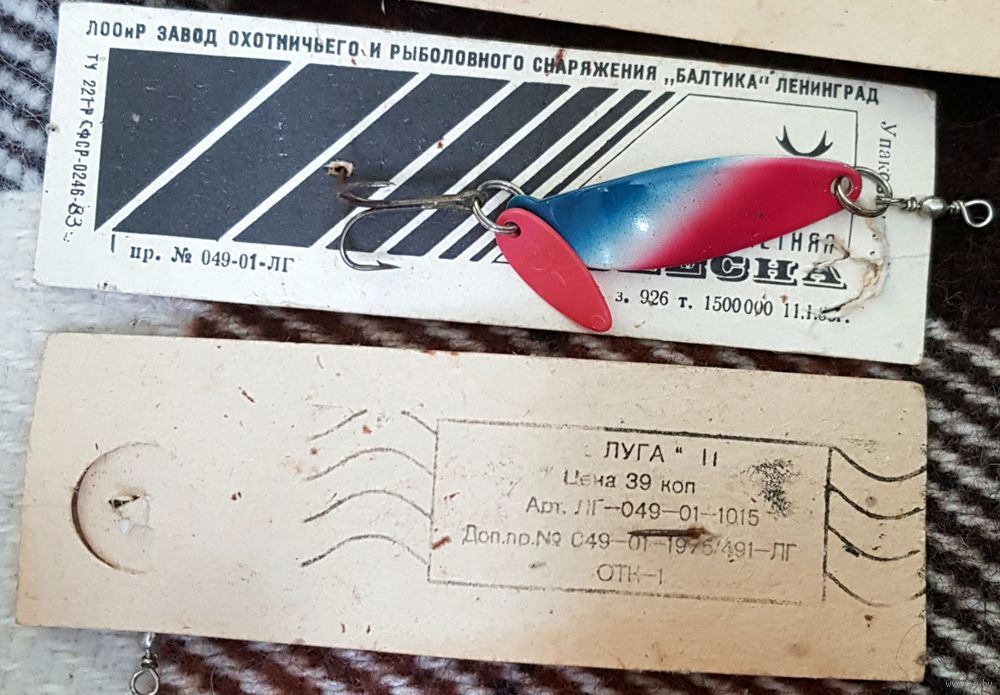 ЛООиР ЗАВОД ОХОТНИЧЬЕГО И РЫБОЛОВНОГО СНАРЯЖЕНИЯ „БАЛТИКА“ ЛЕНИНГРАД
ТУ 221-РСФСР-0246-83
пр. № 049-01-ЛГ
з. 926 т. 1500000
ЛУГА " II
Цена 39 коп
Арт. ЛГ-049-01-1015
Доп.пр.№ 049-01-1976/491-ЛГ
ОТК-1